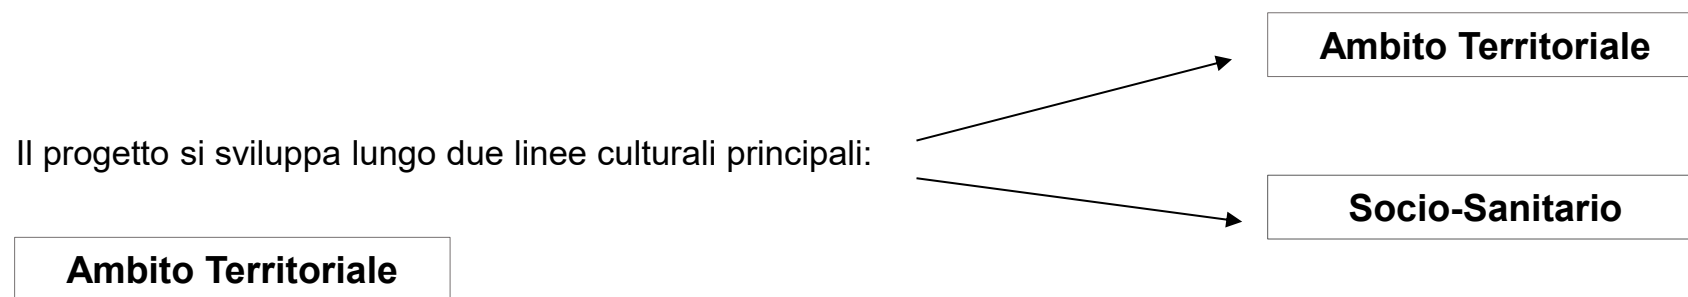 Ambito Territoriale
Il progetto si sviluppa lungo due linee culturali principali:
Socio-Sanitario
Ambito Territoriale